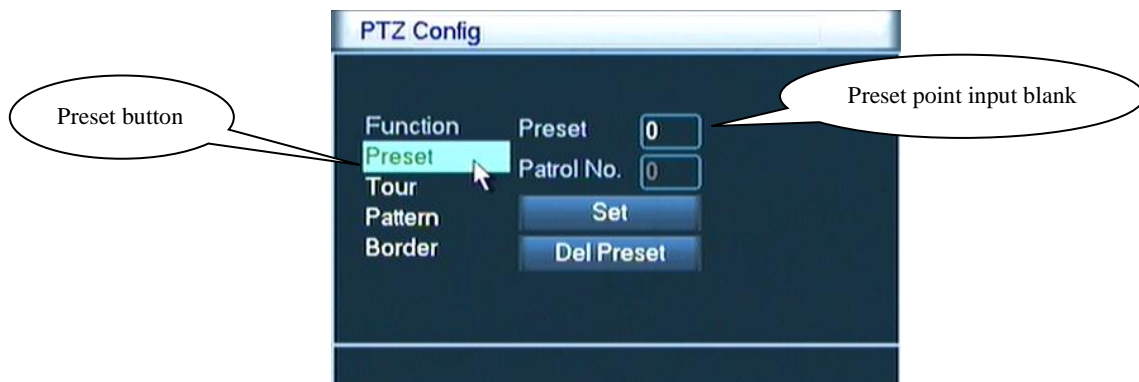 PTZ Config
Preset button
Preset point input blank
Function
Preset
Tour
Pattern
Border
Preset 0
Patrol No. 0
Set
Del Preset